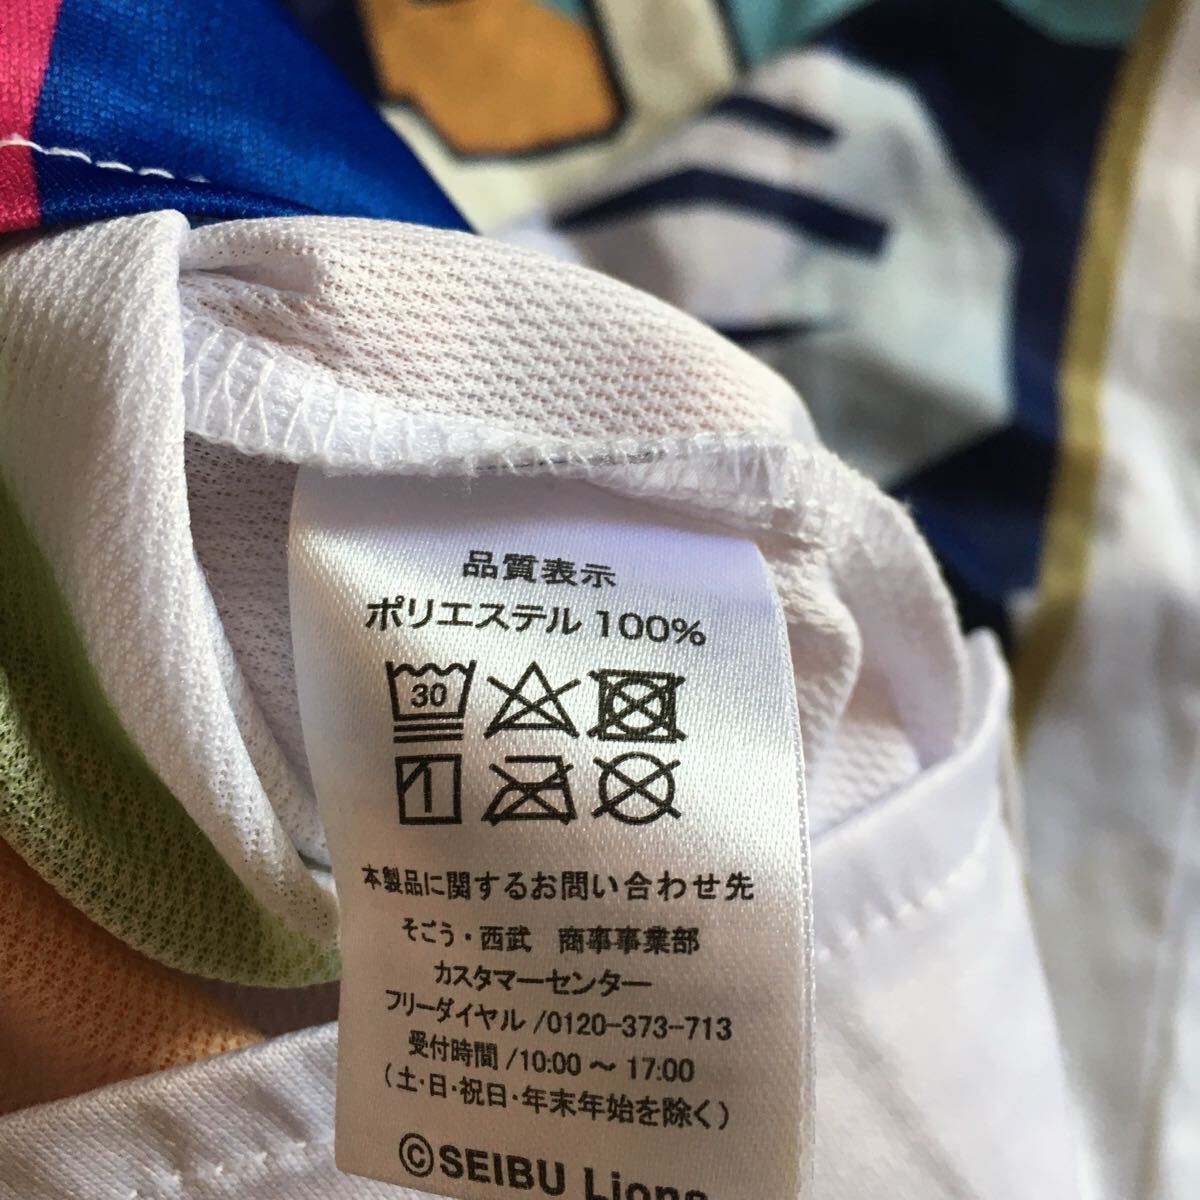 品質表示
ポリエステル 100%
30
本製品に関するお問い合わせ先
そごう・西武 商事事業部
カスタマーセンター
フリーダイヤル /0120-373-713
受付時間 /10:00 ～ 17:00
(土・日・祝日・年末年始を除く)
©SEIBU Lions